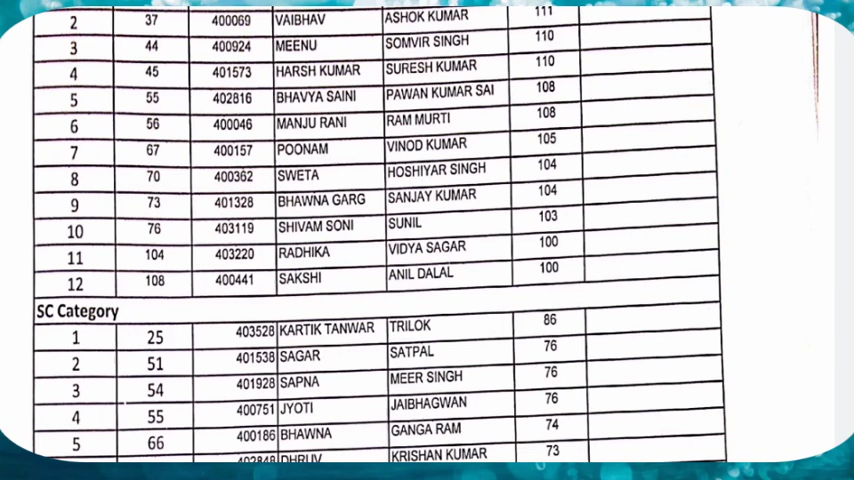 2 37 400069 VAIBHAV ASHOK KUMAR 111
3 44 400924 MEENU SOMVIR SINGH 110
4 45 401573 HARSH KUMAR SURESH KUMAR 110
5 55 402816 BHAVYA SAINI PAWAN KUMAR SAI 108
6 56 400046 MANJU RANI RAM MURTI 108
7 67 400157 POONAM VINOD KUMAR 105
8 70 400362 SWETA HOSHIYAR SINGH 104
9 73 401328 BHAWNA GARG SANJAY KUMAR 104
10 76 403119 SHIVAM SONI SUNIL 103
11 104 403220 RADHIKA VIDYA SAGAR 100
12 108 400441 SAKSHI ANIL DALAL 100
SC Category
1 25 403528 KARTIK TANWAR TRILOK 86
2 51 401538 SAGAR SATPAL 76
3 54 401928 SAPNA MEER SINGH 76
4 55 400751 JYOTI JAIBHAGWAN 76
5 66 400186 BHAWNA GANGA RAM 74
402848 DHRUV KRISHAN KUMAR 73